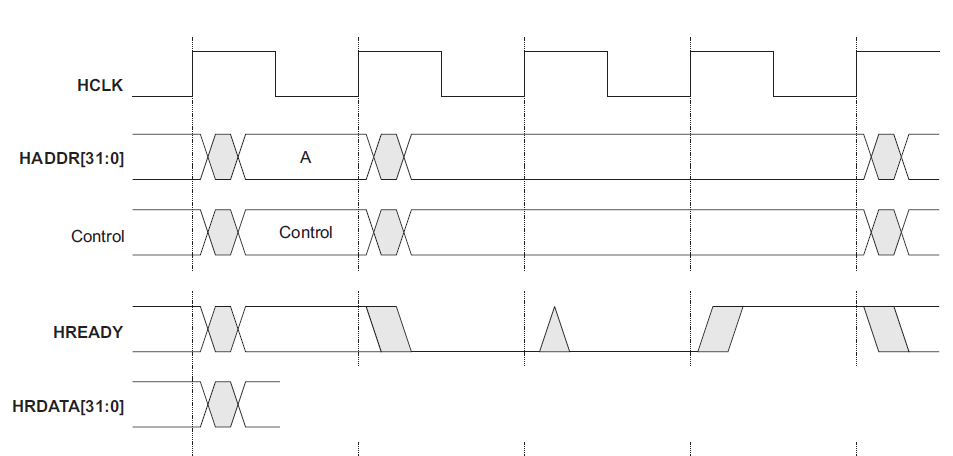 HCLK
HADDR[31:0]
A
Control
Control
HREADY
HRDATA[31:0]